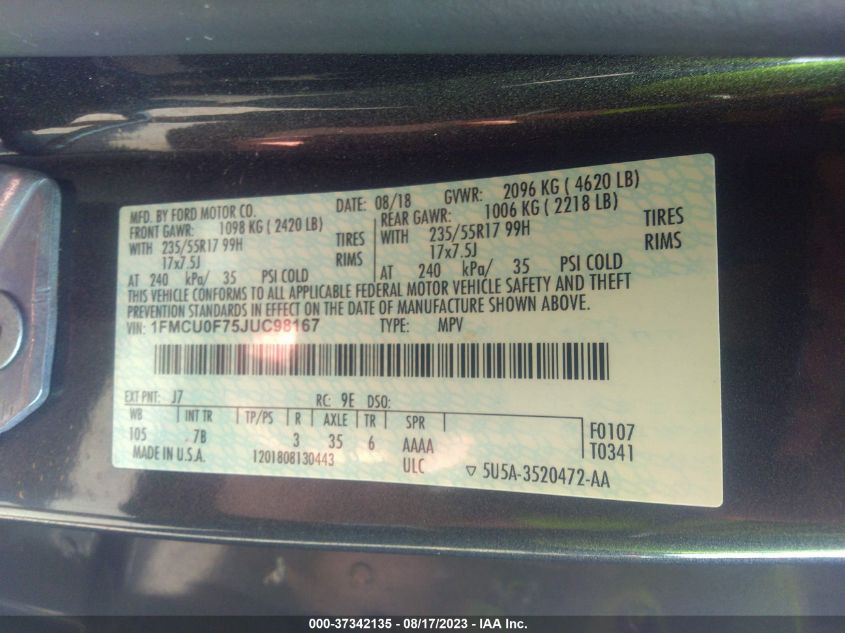 MFD. BY FORD MOTOR CO. DATE: 08/18 GVWR: 2096 KG ( 4620 LB)
FRONT GAWR: 1098 KG ( 2420 LB) REAR GAWR: 1006 KG ( 2218 LB)
WITH 235/55R17 99H TIRES WITH 235/55R17 99H TIRES
17x7.5J RIMS 17x7.5J RIMS
AT 240 kPa/ 35 PSI COLD AT 240 kPa/ 35 PSI COLD
THIS VEHICLE CONFORMS TO ALL APPLICABLE FEDERAL MOTOR VEHICLE SAFETY AND THEFT
PREVENTION STANDARDS IN EFFECT ON THE DATE OF MANUFACTURE SHOWN ABOVE.
VIN: 1FMCU0F75JUC98167 TYPE: MPV
EXT PNT: J7 RC: 9E DSO:
WB INT TR TP/PS R AXLE TR SPR
105 7B 3 35 6 AAAA F0107
MADE IN U.S.A. 1201808130443 ULC T0341
▽ 5U5A-3520472-AA
000-37342135 - 08/17/2023 - IAA Inc.